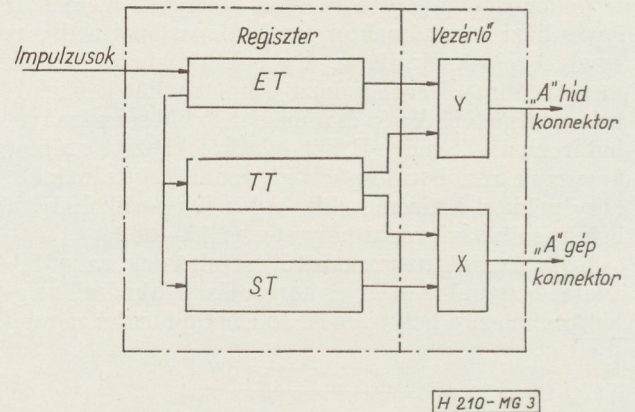 Regiszter
Vezérlő
Impulzusok
ET
Y
„A" híd
konnektor
TT
„A" gép
konnektor
X
ST
H 210-MG 3